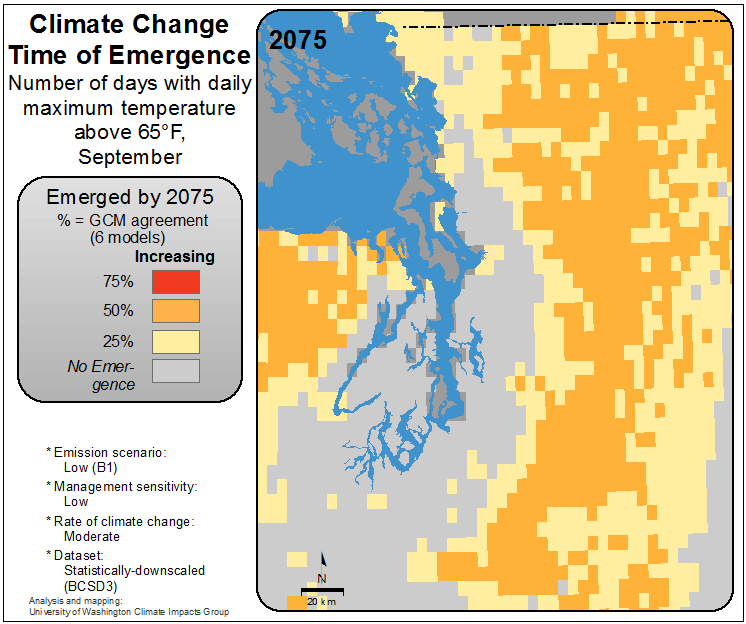 Climate Change
Time of Emergence
Number of days with daily
maximum temperature
above 65°F,
September
Emerged by 2075
% = GCM agreement
(6 models)
Increasing
75%
50%
25%
No Emer-
gence
* Emission scenario:
Low (B1)
* Management sensitivity:
Low
* Rate of climate change:
Moderate
* Dataset:
Statistically-downscaled
(BCSD3)
Analysis and mapping:
University of Washington Climate Impacts Group
2075
N
20 km